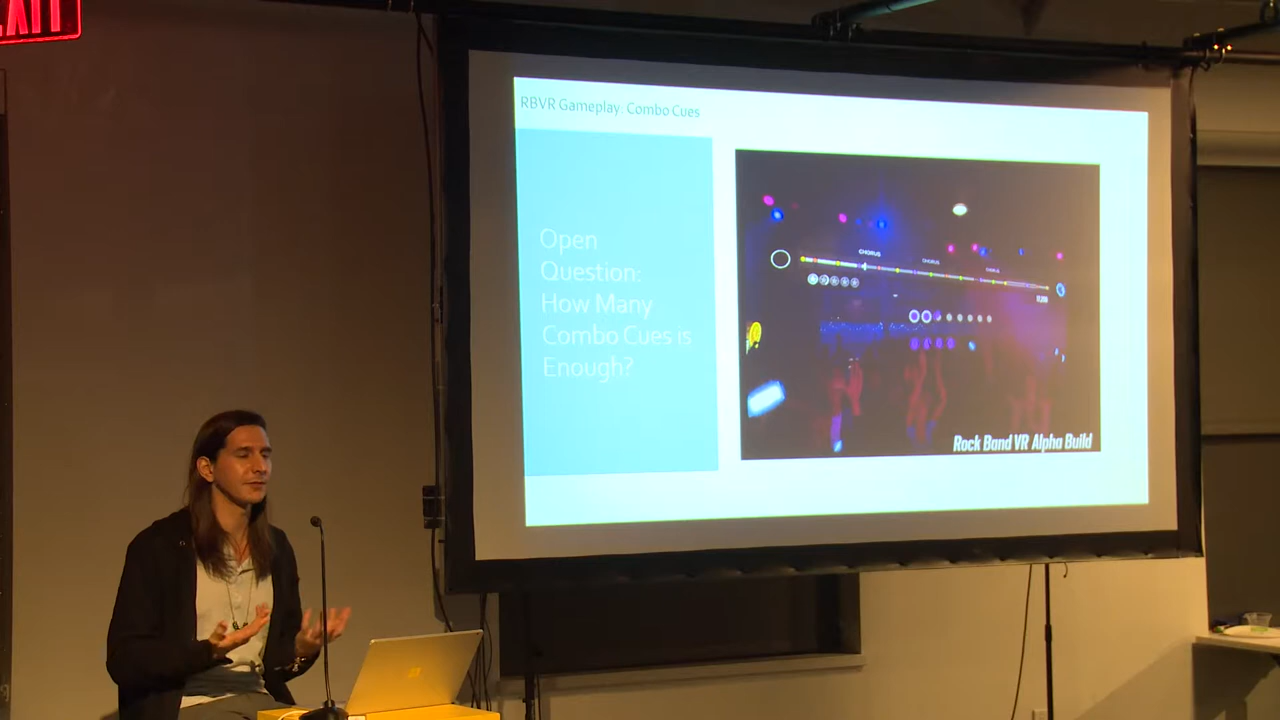 EXIT
RBVR Gameplay: Combo Cues
Open
Question:
How Many
Combo Cues is
Enough?
CHORUS
CHORUS
Rock Band VR Alpha Build